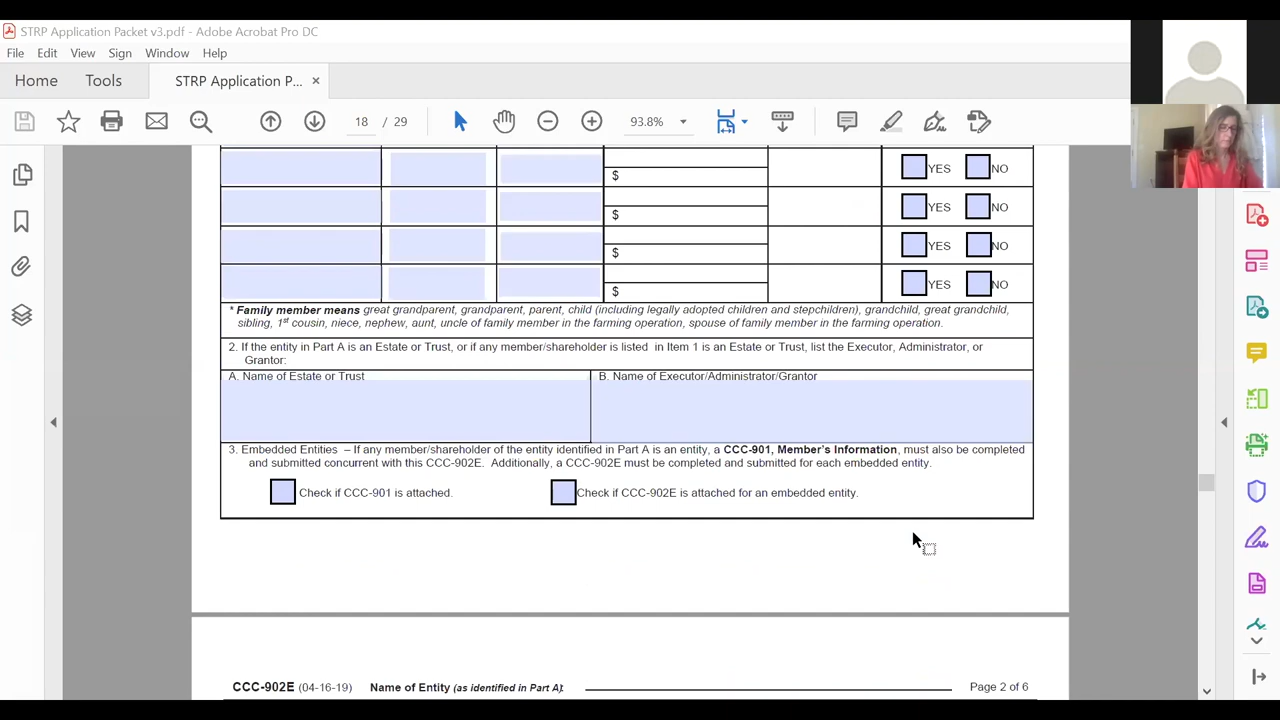 STRP Application Packet v3.pdf - Adobe Acrobat Pro DC
File Edit View Sign Window Help
Home Tools STRP Application P... ×
18 / 29 93.8%
$ YES NO
$ YES NO
$ YES NO
$ YES NO
* Family member means great grandparent, grandparent, parent, child (including legally adopted children and stepchildren), grandchild, great grandchild,
sibling, 1st cousin, niece, nephew, aunt, uncle of family member in the farming operation, spouse of family member in the farming operation.
2. If the entity in Part A is an Estate or Trust, or if any member/shareholder is listed in Item 1 is an Estate or Trust, list the Executor, Administrator, or
Grantor:
A. Name of Estate or Trust B. Name of Executor/Administrator/Grantor
3. Embedded Entities – If any member/shareholder of the entity identified in Part A is an entity, a CCC-901, Member's Information, must also be completed
and submitted concurrent with this CCC-902E. Additionally, a CCC-902E must be completed and submitted for each embedded entity.
Check if CCC-901 is attached. Check if CCC-902E is attached for an embedded entity.
CCC-902E (04-16-19) Name of Entity (as identified in Part A): Page 2 of 6